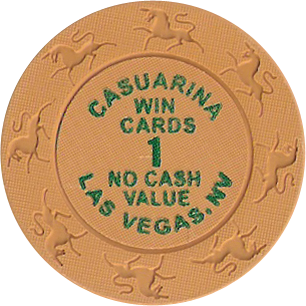 CASUARINA
WIN
CARDS
1
NO CASH
VALUE
LAS VEGAS, NV